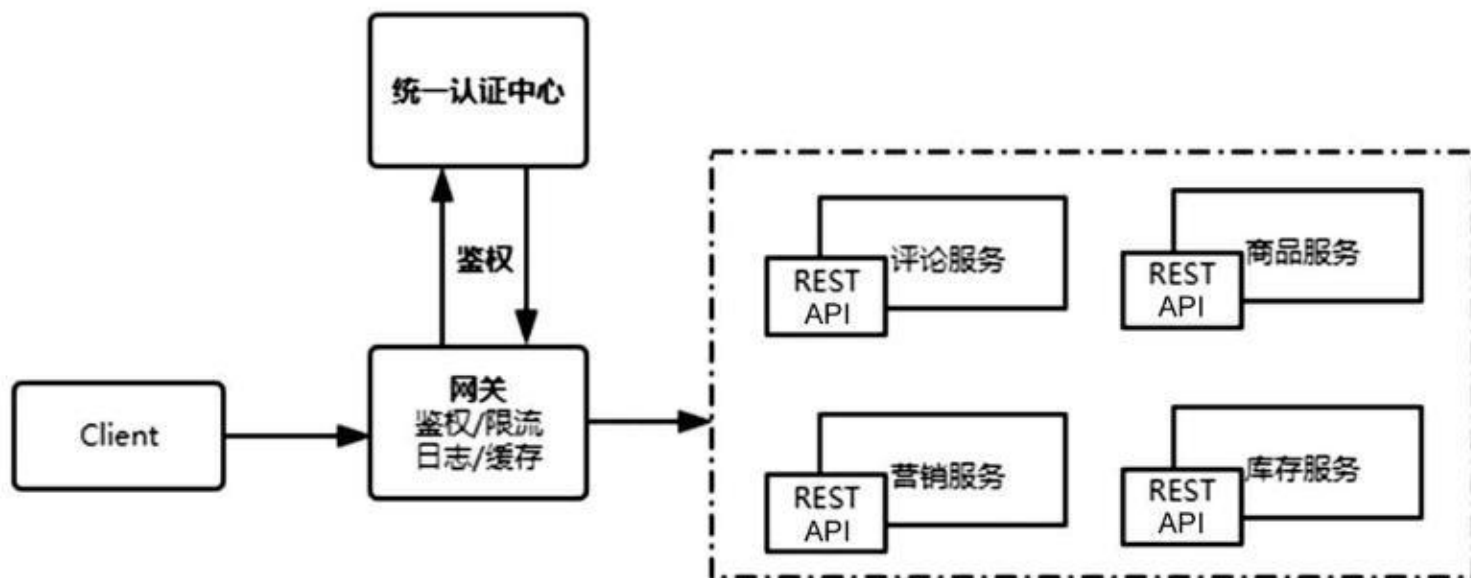 统一认证中心
鉴权
Client
网关
鉴权/限流
日志/缓存
评论服务
REST
API
商品服务
REST
API
营销服务
REST
API
库存服务
REST
API